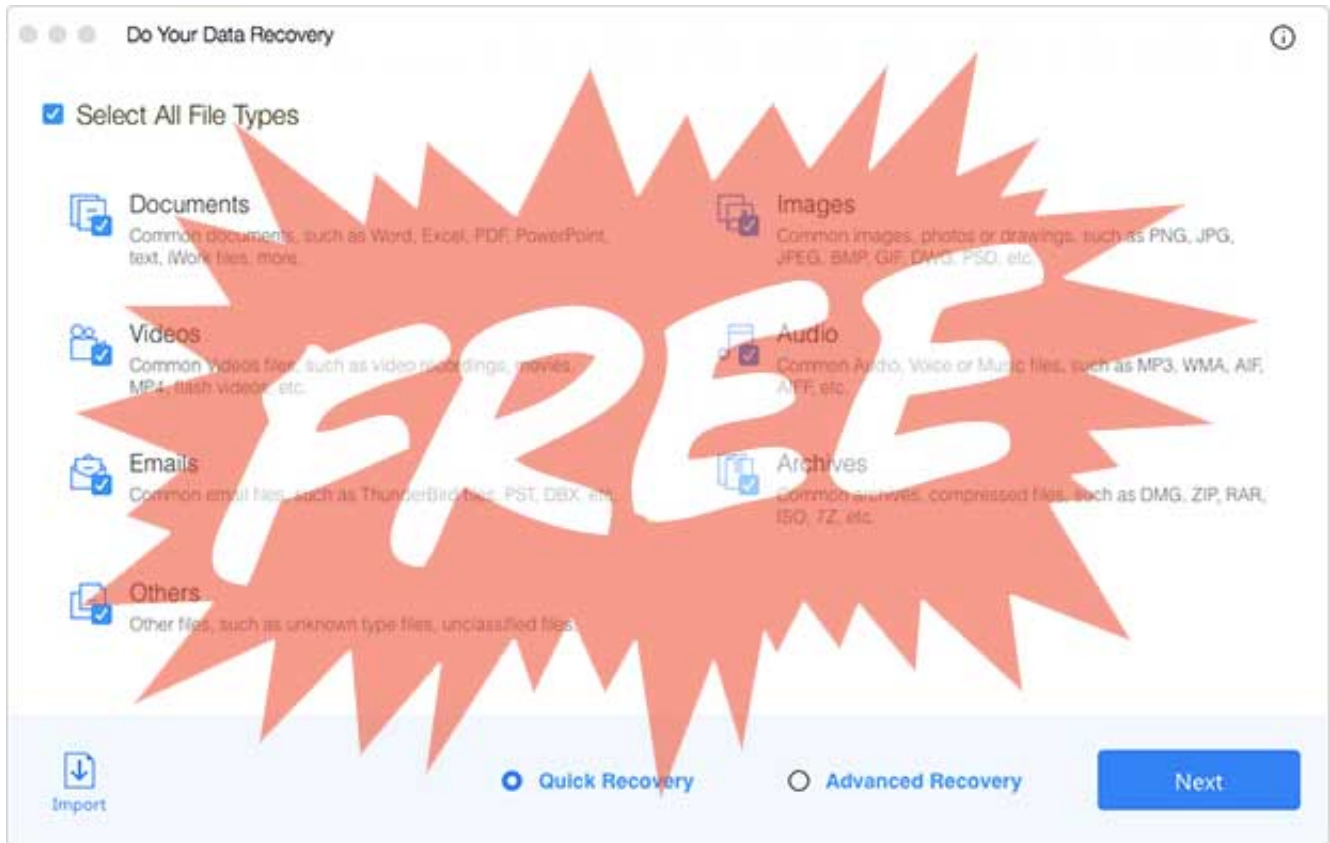 Do Your Data Recovery
Select All File Types
Documents
Common documents, such as Word, Excel, PDF, PowerPoint,
text, iWork files, more.
Images
Common images, photos or drawings, such as PNG, JPG,
JPEG, BMP, GIF, DWG, PSD, etc.
Videos
Common Videos files, such as video recordings, movies,
MP4, flash videos, etc.
Audio
Common Audio, Voice or Music files, such as MP3, WMA, AIF,
AIFF, etc.
Emails
Common email files, such as ThunderBird files, PST, DBX, etc.
Archives
Common archives, compressed files, such as DMG, ZIP, RAR,
ISO, 7Z, etc.
Others
Other files, such as unknown type files, unclassified files
FREE
Import
Quick Recovery
Advanced Recovery
Next